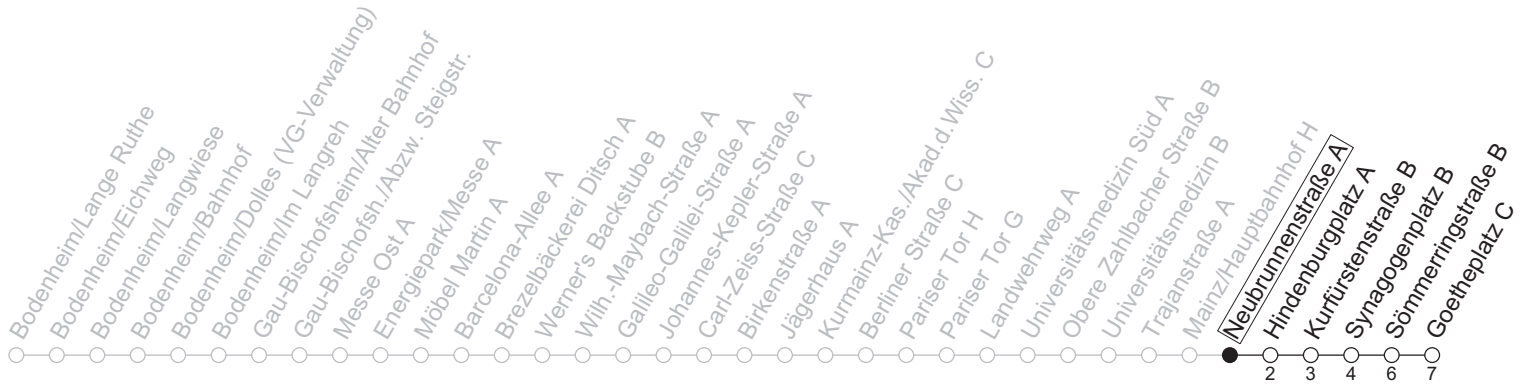 Bodenheim/Lange Ruthe
Bodenheim/Eichweg
Bodenheim/Langwiese
Bodenheim/Bahnhof
Bodenheim/Dolles (VG-Verwaltung)
Bodenheim/Im Langreh
Gau-Bischofsheim/Alter Bahnhof
Gau-Bischofsh./Abzw. Steigstr.
Messe Ost A
Energiepark/Messe A
Möbel Martin A
Barcelona-Allee A
Brezelbäckerei Ditsch A
Werner's Backstube B
Wilh.-Maybach-Straße A
Galileo-Galilei-Straße A
Johannes-Kepler-Straße A
Carl-Zeiss-Straße C
Birkenstraße A
Jägerhaus A
Kurmainz-Kas./Akad.d.Wiss. C
Berliner Straße C
Pariser Tor H
Pariser Tor G
Landwehrweg A
Universitätsmedizin Süd A
Obere Zahlbacher Straße B
Universitätsmedizin B
Trajanstraße A
Mainz/Hauptbahnhof H
Neubrunnenstraße A
Hindenburgplatz A
Kurfürstenstraße B
Synagogenplatz B
Sömmerringstraße B
Goetheplatz C
2 3 4 6 7